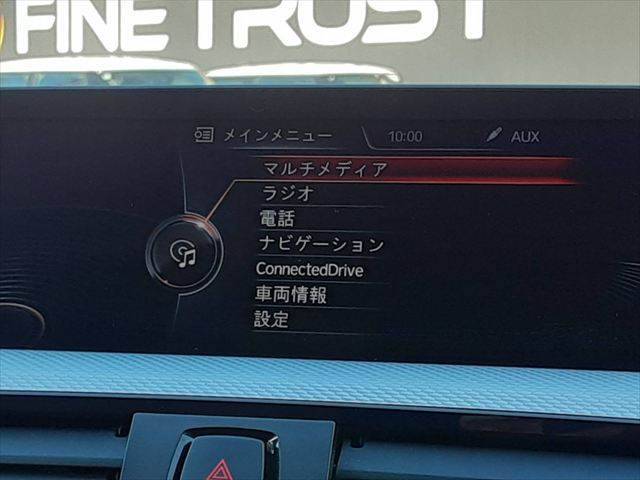 FINE TRUST
メインメニュー 10:00 AUX
マルチメディア
ラジオ
電話
ナビゲーション
ConnectedDrive
車両情報
設定